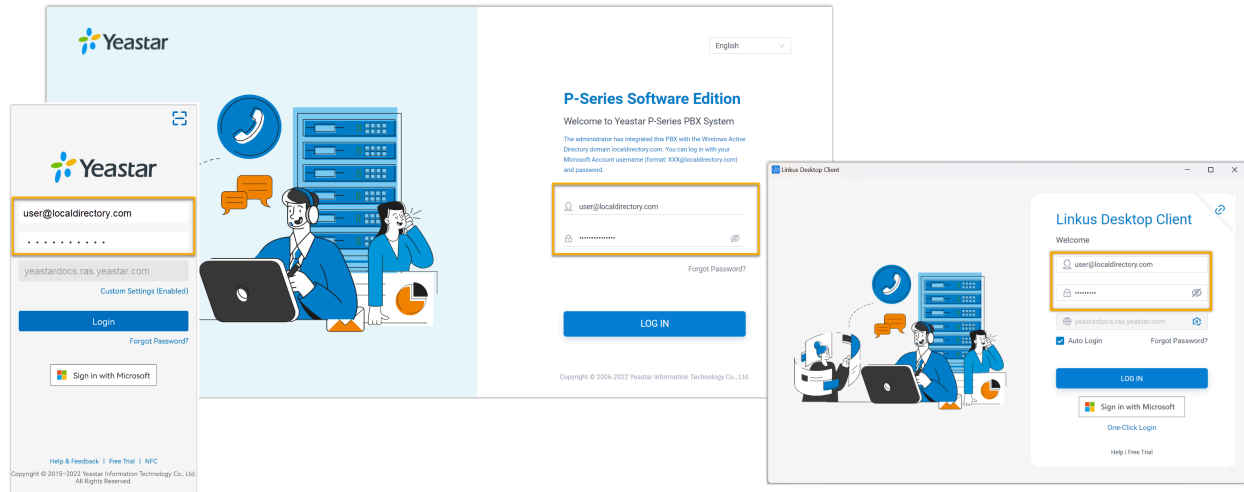 Yeastar
English
P-Series Software Edition
Welcome to Yeastar P-Series PBX System
The administrator has integrated this PBX with the Windows Active
Directory domain localdirectory.com. You can log in with your
Microsoft Account username (format: XXX@localdirectory.com)
and password.
user@localdirectory.com
•••••••••••••••
Forgot Password?
LOG IN
Copyright © 2006-2022 Yeastar Information Technology Co., Ltd.
Yeastar
user@localdirectory.com
• • • • • • • • • •
yeastardocs.ras.yeastar.com
Custom Settings (Enabled)
Login
Forgot Password?
Sign in with Microsoft
Help & Feedback | Free Trial | NFC
Copyright © 2015-2022 Yeastar Information Technology Co., Ltd.
All Rights Reserved.
Linkus Desktop Client
Linkus Desktop Client
Welcome
user@localdirectory.com
•••••••••
yeastardocs.ras.yeastar.com
Auto Login Forgot Password?
LOG IN
Sign in with Microsoft
One-Click Login
Help | Free Trial